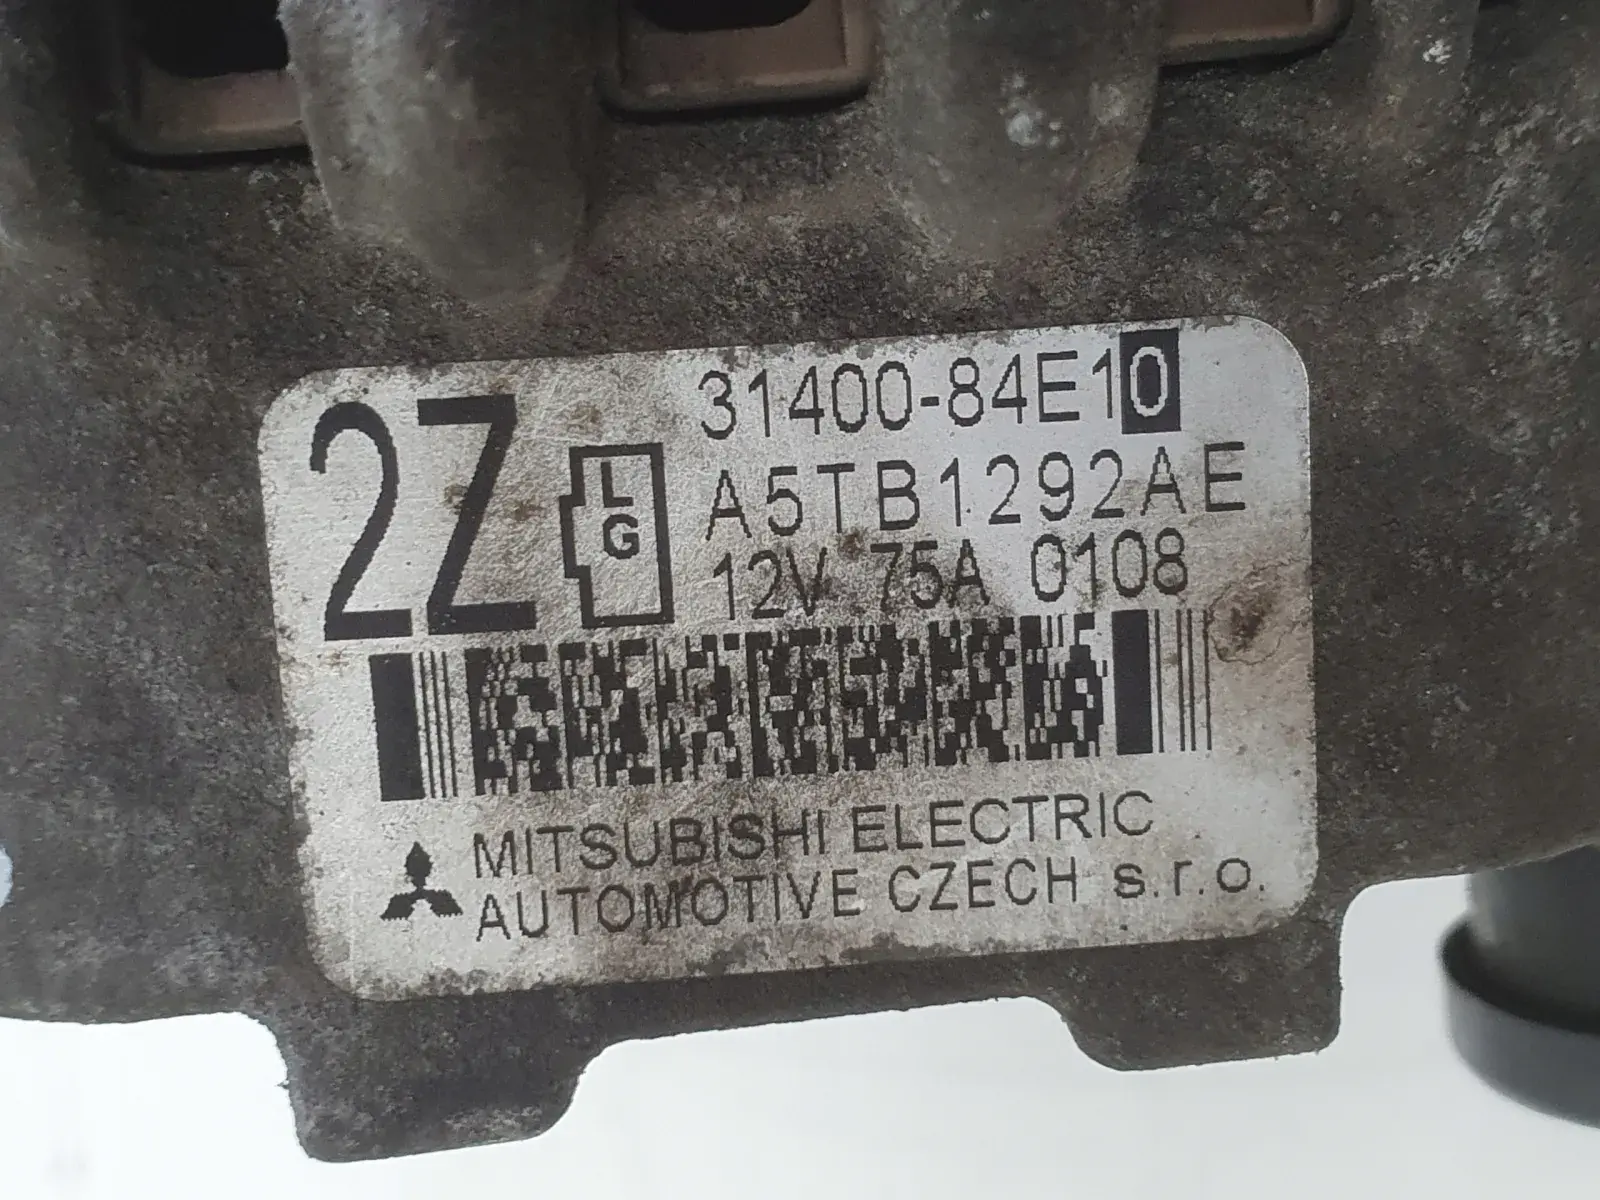 31400-84E10
2Z
L
G
A5TB1292AE
12V 75A 0108
MITSUBISHI ELECTRIC
AUTOMOTIVE CZECH s.r.o.